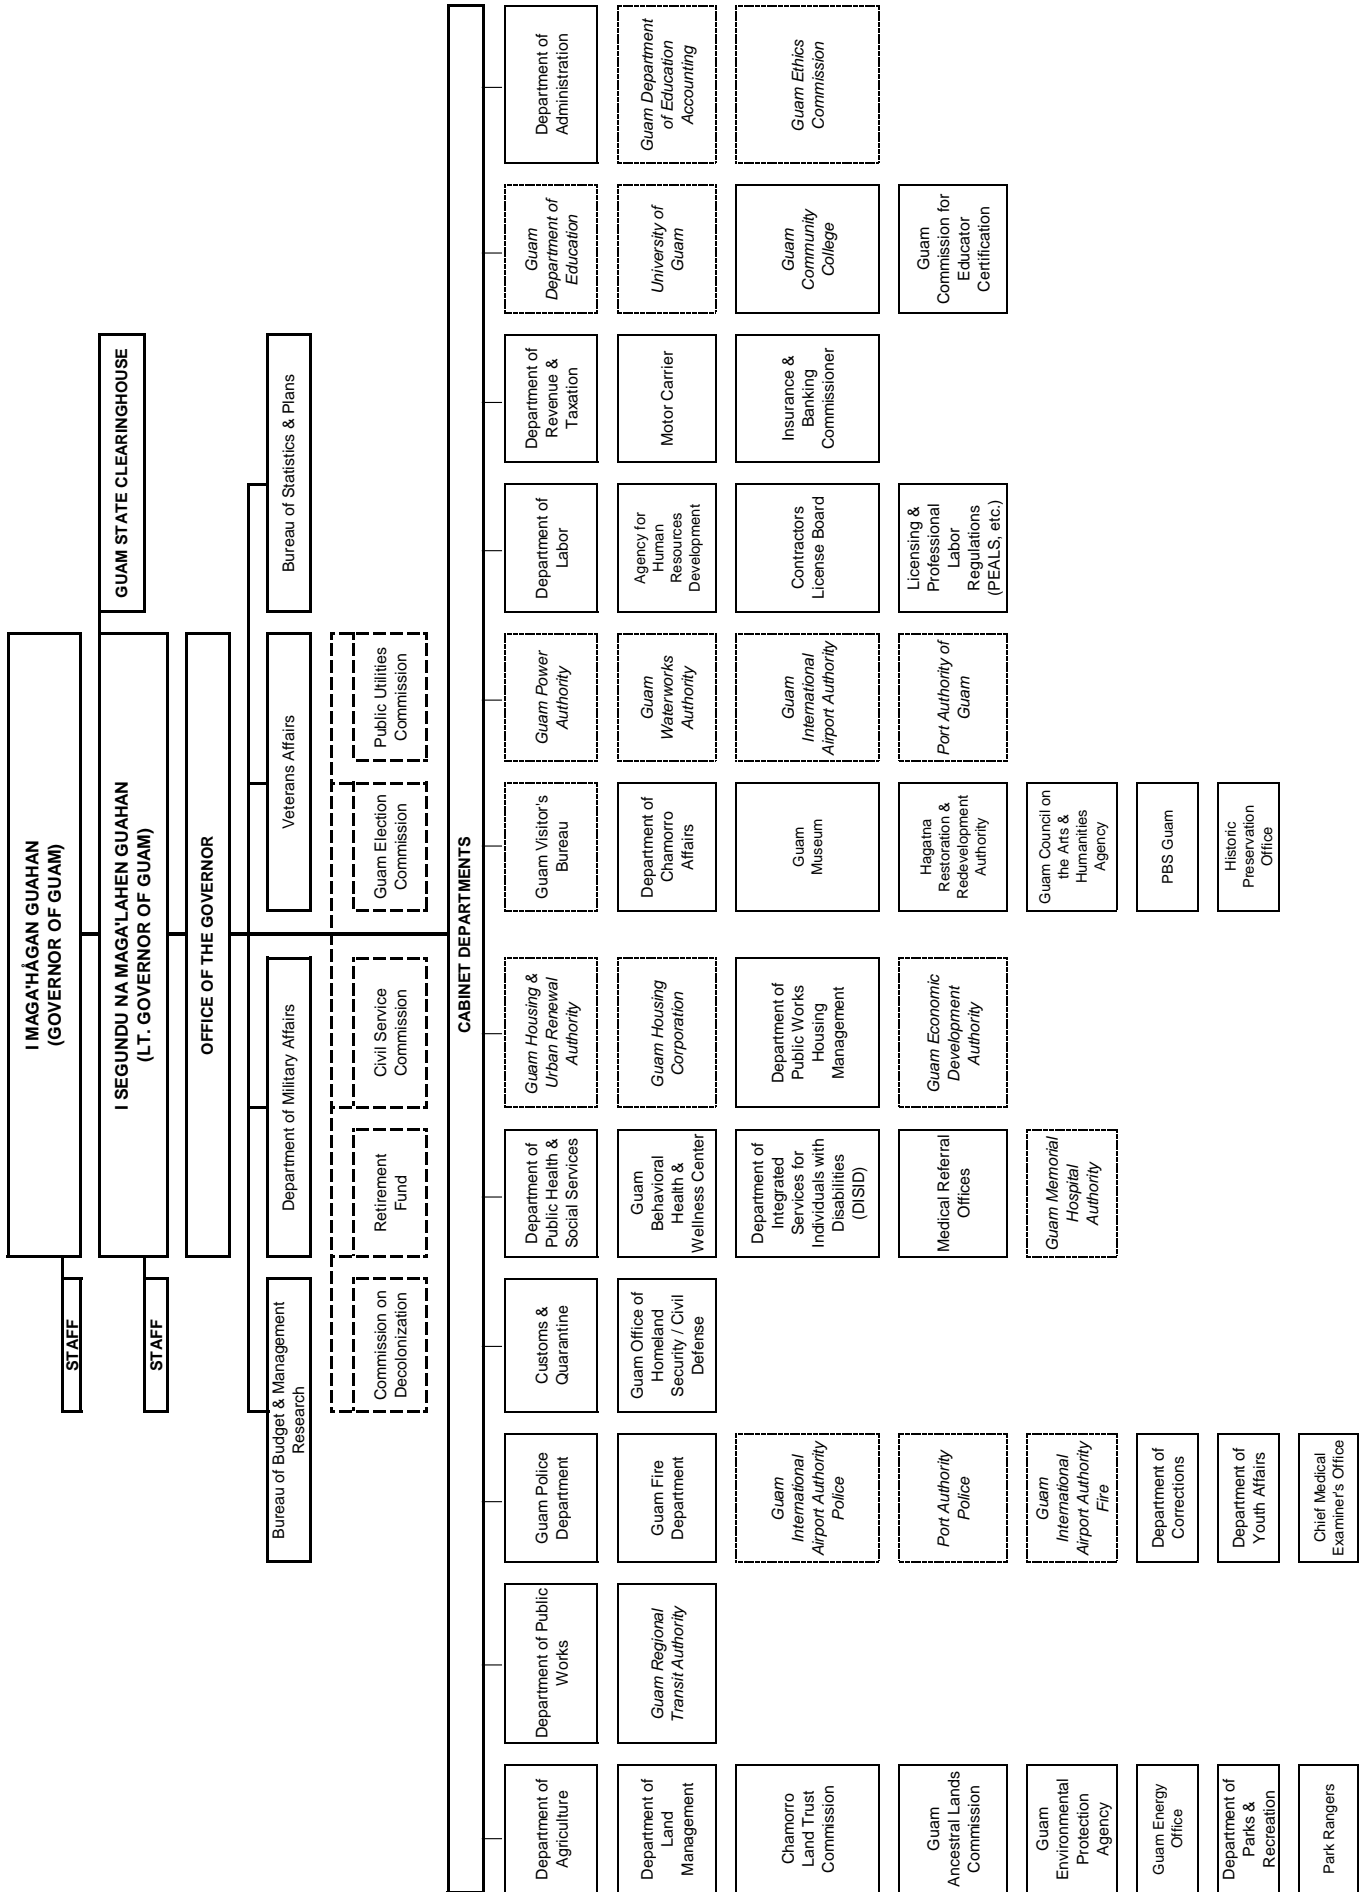 I MAGA'HÅGAN GUAHAN
(GOVERNOR OF GUAM)
STAFF
I SEGUNDU NA MAGA'LAHEN GUAHAN
(LT. GOVERNOR OF GUAM)
GUAM STATE CLEARINGHOUSE
STAFF
OFFICE OF THE GOVERNOR
Bureau of Budget & Management
Research
Department of Military Affairs
Veterans Affairs
Bureau of Statistics & Plans
Commission on
Decolonization
Retirement
Fund
Civil Service
Commission
Guam Election
Commission
Public Utilities
Commission
CABINET DEPARTMENTS
Department of
Agriculture
Department of
Land
Management
Chamorro
Land Trust
Commission
Guam
Ancestral Lands
Commission
Guam
Environmental
Protection
Agency
Guam Energy
Office
Department of
Parks &
Recreation
Park Rangers
Department of Public
Works
Guam Regional
Transit Authority
Guam Police
Department
Guam Fire
Department
Guam
International
Airport Authority
Police
Port Authority
Police
Guam
International
Airport Authority
Fire
Department of
Corrections
Department of
Youth Affairs
Chief Medical
Examiner's Office
Customs &
Quarantine
Guam Office of
Homeland
Security / Civil
Defense
Department of
Public Health &
Social Services
Guam
Behavioral
Health &
Wellness Center
Department of
Integrated
Services for
Individuals with
Disabilities
(DISID)
Medical Referral
Offices
Guam Memorial
Hospital
Authority
Guam Housing &
Urban Renewal
Authority
Guam Housing
Corporation
Department of
Public Works
Housing
Management
Guam Economic
Development
Authority
Guam Visitor's
Bureau
Department of
Chamorro
Affairs
Guam
Museum
Hagatna
Restoration &
Redevelopment
Authority
Guam Council on
the Arts &
Humanities
Agency
PBS Guam
Historic
Preservation
Office
Guam Power
Authority
Guam
Waterworks
Authority
Guam
International
Airport Authority
Port Authority of
Guam
Department of
Labor
Agency for
Human
Resources
Development
Contractors
License Board
Licensing &
Professional
Labor
Regulations
(PEALS, etc.)
Department of
Revenue &
Taxation
Motor Carrier
Insurance &
Banking
Commissioner
Guam
Department of
Education
University of
Guam
Guam
Community
College
Guam
Commission for
Educator
Certification
Department of
Administration
Guam Department
of Education
Accounting
Guam Ethics
Commission